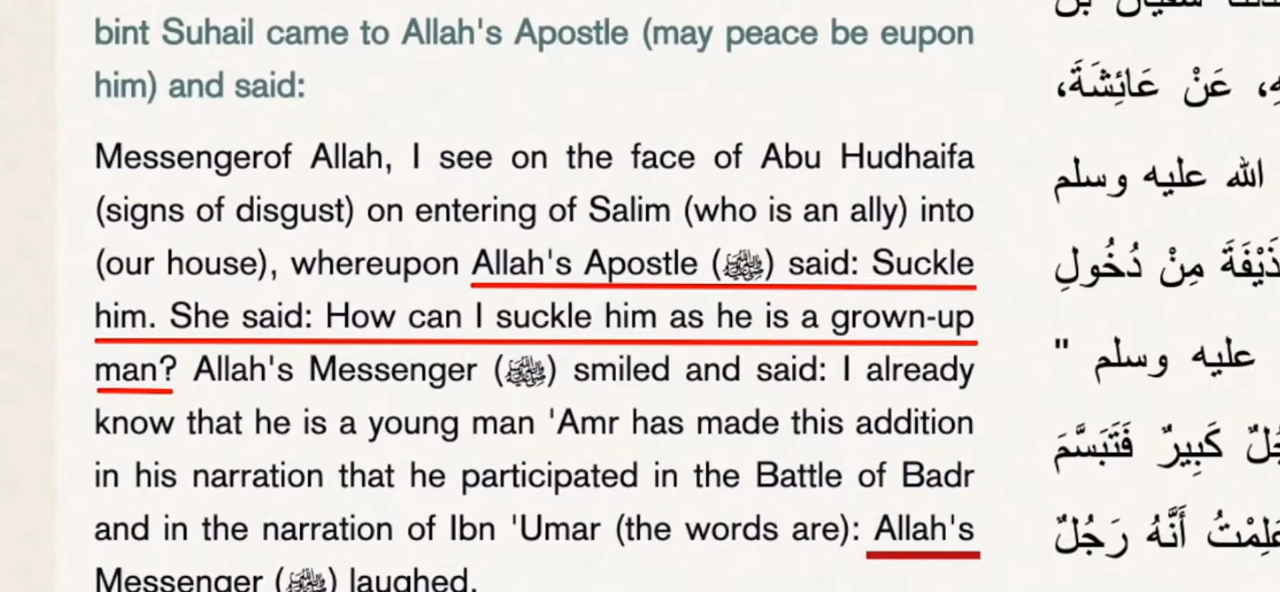 bint Suhail came to Allah's Apostle (may peace be eupon
him) and said:
Messengerof Allah, I see on the face of Abu Hudhaifa
(signs of disgust) on entering of Salim (who is an ally) into
(our house), whereupon Allah's Apostle (ﷺ) said: Suckle
him. She said: How can I suckle him as he is a grown-up
man? Allah's Messenger (ﷺ) smiled and said: I already
know that he is a young man 'Amr has made this addition
in his narration that he participated in the Battle of Badr
and in the narration of Ibn 'Umar (the words are): Allah's
Messenger (ﷺ) laughed.
سفيان بن
عَنْ عَائِشَةَ،
الله عليه وسلم
مِنْ دُخُولِ
عليه وسلم "
كَبِيرٌ فَتَبَسَّمَ
أَنَّهُ رَجُلٌ